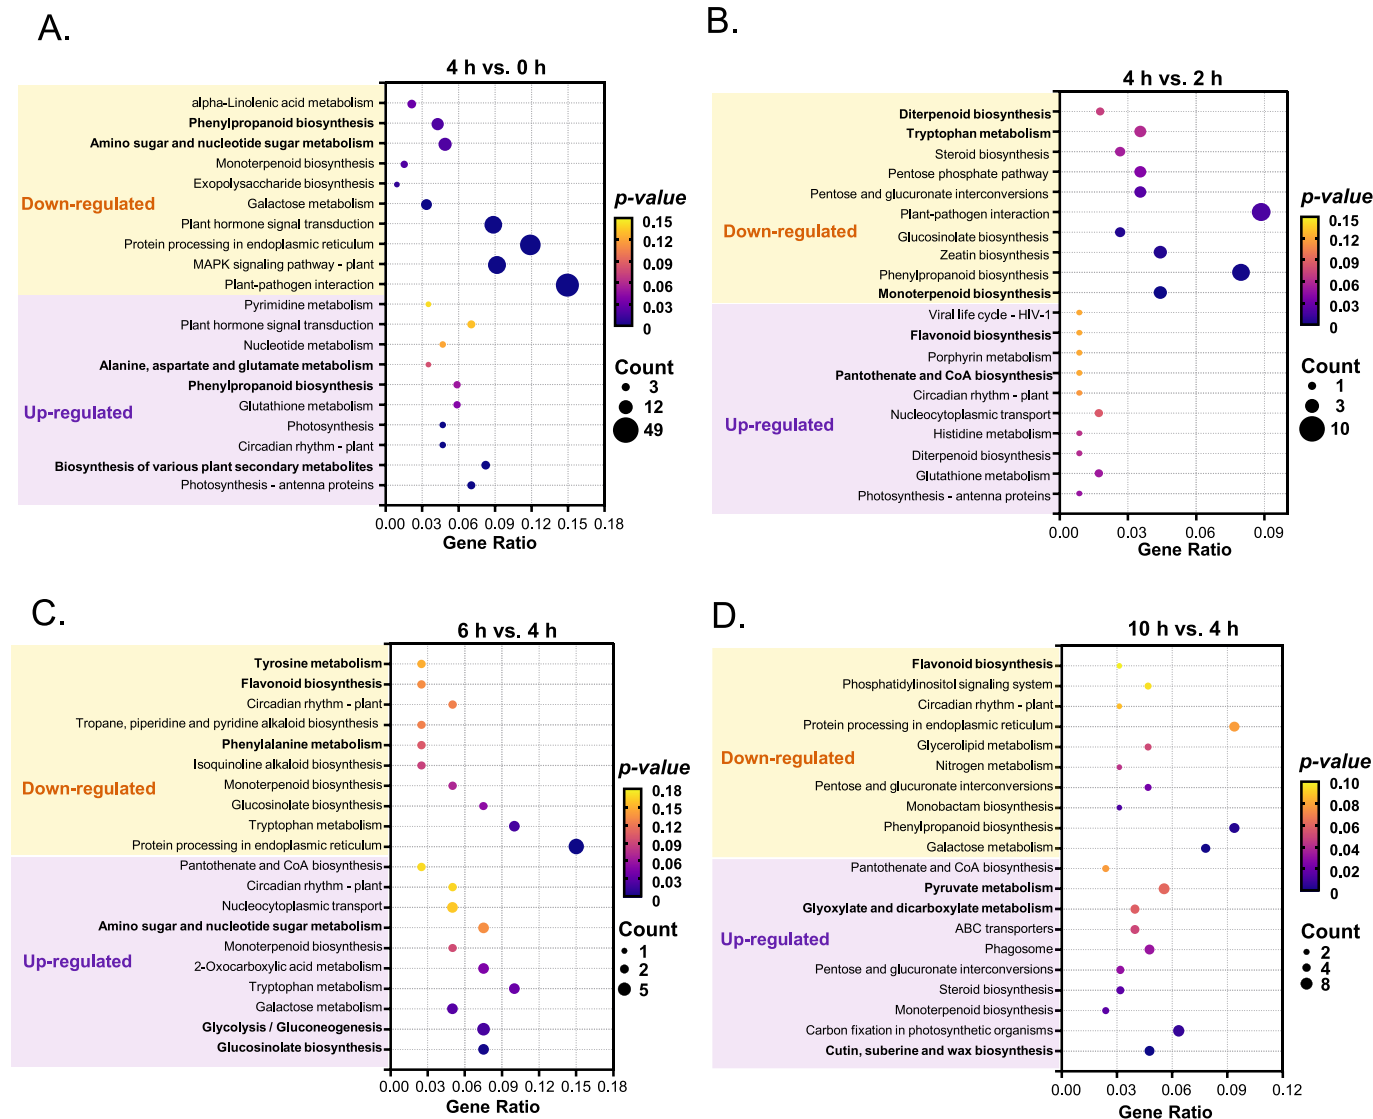 A.
4 h vs. 0 h
alpha-Linolenic acid metabolism
Phenylpropanoid biosynthesis
Amino sugar and nucleotide sugar metabolism
Monoterpenoid biosynthesis
Exopolysaccharide biosynthesis
Galactose metabolism
Plant hormone signal transduction
Protein processing in endoplasmic reticulum
MAPK signaling pathway - plant
Plant-pathogen interaction
Pyrimidine metabolism
Plant hormone signal transduction
Nucleotide metabolism
Alanine, aspartate and glutamate metabolism
Phenylpropanoid biosynthesis
Glutathione metabolism
Photosynthesis
Circadian rhythm - plant
Biosynthesis of various plant secondary metabolites
Photosynthesis - antenna proteins
Down-regulated
Up-regulated
0.00 0.03 0.06 0.09 0.12 0.15 0.18
Gene Ratio
p-value
0.15
0.12
0.09
0.06
0.03
0
Count
3
12
49
B.
4 h vs. 2 h
Diterpenoid biosynthesis
Tryptophan metabolism
Steroid biosynthesis
Pentose phosphate pathway
Pentose and glucuronate interconversions
Plant-pathogen interaction
Glucosinolate biosynthesis
Zeatin biosynthesis
Phenylpropanoid biosynthesis
Monoterpenoid biosynthesis
Viral life cycle - HIV-1
Flavonoid biosynthesis
Porphyrin metabolism
Pantothenate and CoA biosynthesis
Circadian rhythm - plant
Nucleocytoplasmic transport
Histidine metabolism
Diterpenoid biosynthesis
Glutathione metabolism
Photosynthesis - antenna proteins
Down-regulated
Up-regulated
0.00 0.03 0.06 0.09
Gene Ratio
p-value
0.15
0.12
0.09
0.06
0.03
0
Count
1
3
10
C.
6 h vs. 4 h
Tyrosine metabolism
Flavonoid biosynthesis
Circadian rhythm - plant
Tropane, piperidine and pyridine alkaloid biosynthesis
Phenylalanine metabolism
Isoquinoline alkaloid biosynthesis
Monoterpenoid biosynthesis
Glucosinolate biosynthesis
Tryptophan metabolism
Protein processing in endoplasmic reticulum
Pantothenate and CoA biosynthesis
Circadian rhythm - plant
Nucleocytoplasmic transport
Amino sugar and nucleotide sugar metabolism
Monoterpenoid biosynthesis
2-Oxocarboxylic acid metabolism
Tryptophan metabolism
Galactose metabolism
Glycolysis / Gluconeogenesis
Glucosinolate biosynthesis
Down-regulated
Up-regulated
0.00 0.03 0.06 0.09 0.12 0.15 0.18
Gene Ratio
p-value
0.18
0.15
0.12
0.09
0.06
0.03
0
Count
1
2
5
D.
10 h vs. 4 h
Flavonoid biosynthesis
Phosphatidylinositol signaling system
Circadian rhythm - plant
Protein processing in endoplasmic reticulum
Glycerolipid metabolism
Nitrogen metabolism
Pentose and glucuronate interconversions
Monobactam biosynthesis
Phenylpropanoid biosynthesis
Galactose metabolism
Pantothenate and CoA biosynthesis
Pyruvate metabolism
Glyoxylate and dicarboxylate metabolism
ABC transporters
Phagosome
Pentose and glucuronate interconversions
Steroid biosynthesis
Monoterpenoid biosynthesis
Carbon fixation in photosynthetic organisms
Cutin, suberine and wax biosynthesis
Down-regulated
Up-regulated
0.00 0.03 0.06 0.09 0.12
Gene Ratio
p-value
0.10
0.08
0.06
0.04
0.02
0
Count
2
4
8